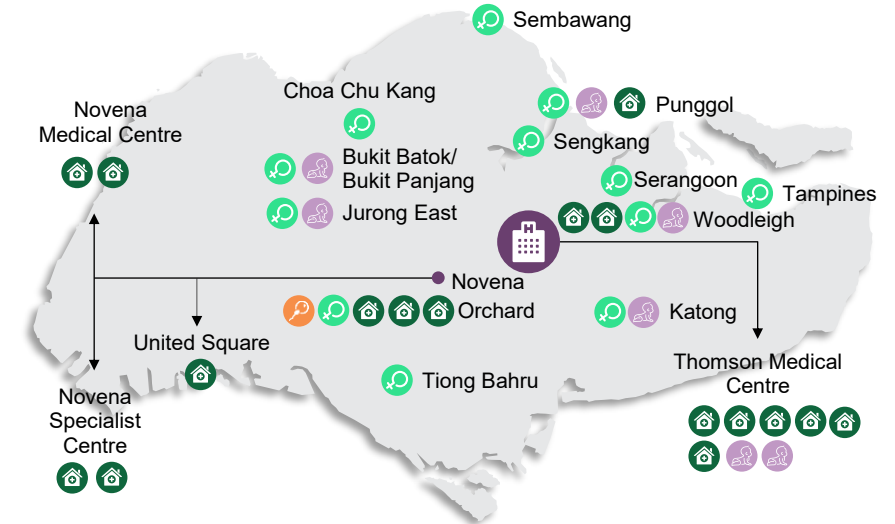 Sembawang
Choa Chu Kang
Novena
Medical Centre
Punggol
Sengkang
Bukit Batok/
Bukit Panjang
Serangoon
Tampines
Jurong East
Woodleigh
Novena
Orchard
Katong
United Square
Thomson Medical
Centre
Tiong Bahru
Novena
Specialist
Centre
H